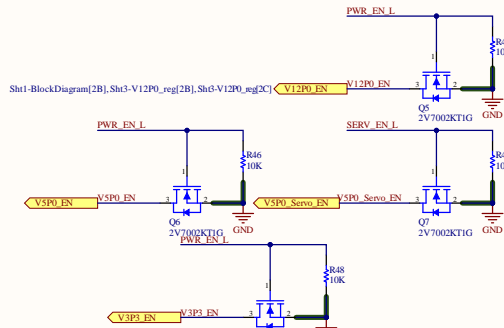 PWR_EN_L
Sht1-BlockDiagram[2B], Sht3-V12P0_reg[2B], Sht3-V12P0_reg[2C]
V12P0_EN
V12P0_EN
3
1
2
Q5
2V7002KT1G
GND
PWR_EN_L
R46
10K
V5P0_EN
V5P0_EN
3
1
2
Q6
2V7002KT1G
GND
SERV_EN_L
V5P0_Servo_EN
V5P0_Servo_EN
3
1
2
Q7
2V7002KT1G
GND
PWR_EN_L
R48
10K
V3P3_EN
V3P3_EN
3
1
2